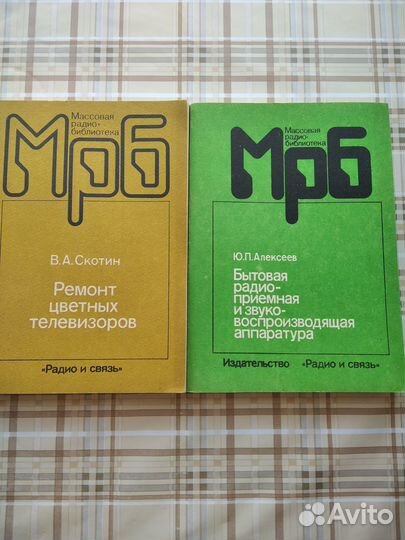 Массовая
радио-
библиотека
Мрб
В.А.Скотин
Ремонт
цветных
телевизоров
«Радио и связь»
Массовая
радио-
библиотека
Мрб
Ю.П.Алексеев
Бытовая
радио-
приемная
и звуко-
воспроизводящая
аппаратура
Издательство «Радио и связь»
Avito